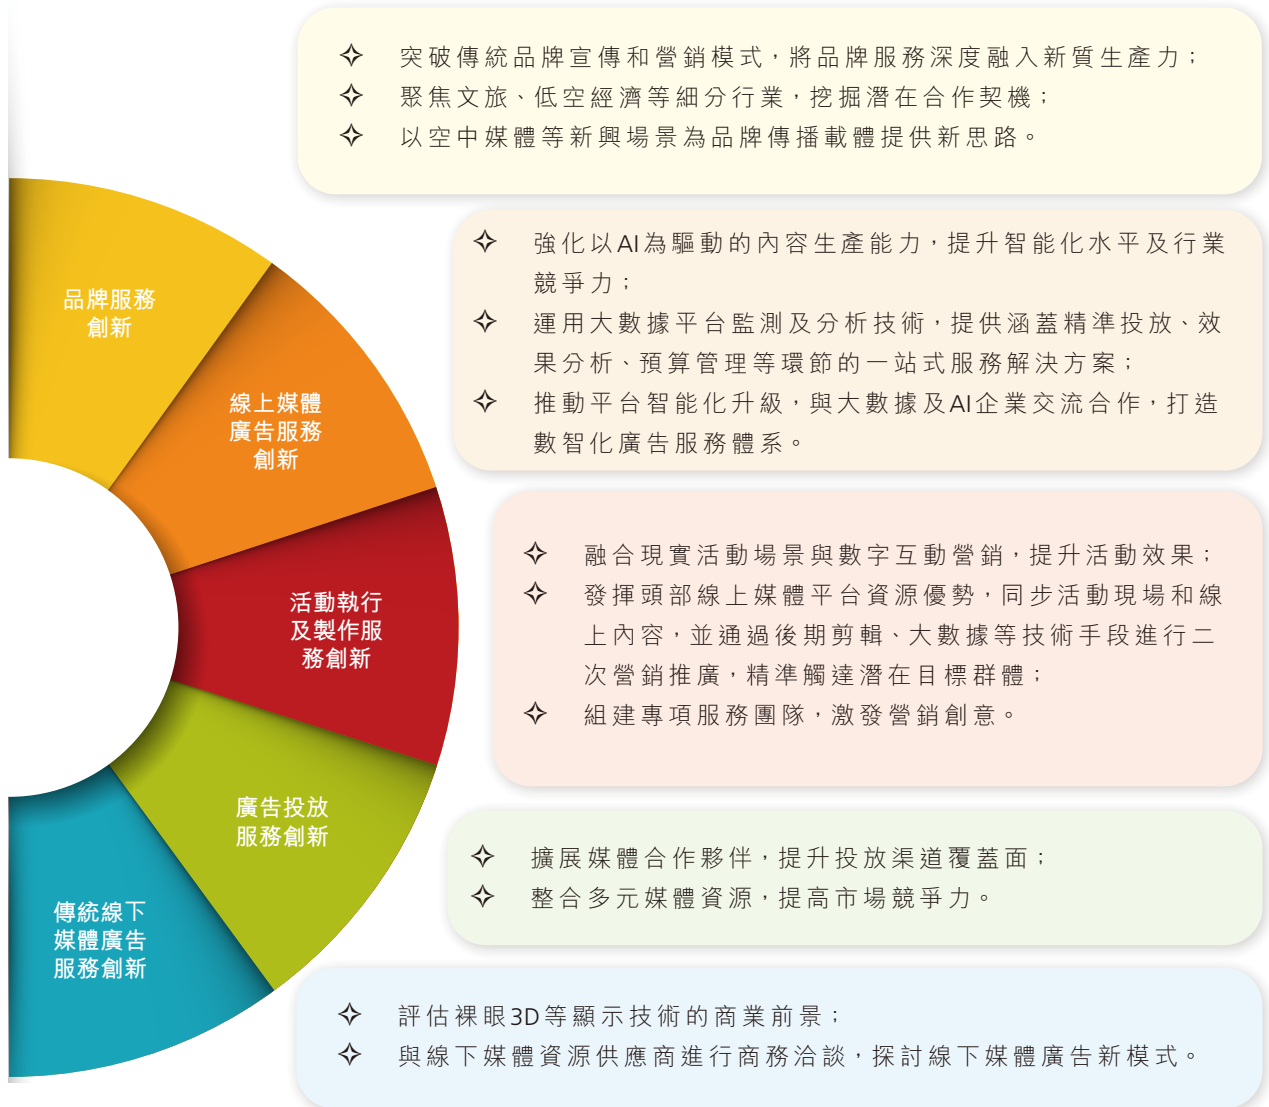 突破傳統品牌宣傳和營銷模式，將品牌服務深度融入新質生產力；
聚焦文旅、低空經濟等細分行業，挖掘潛在合作契機；
以空中媒體等新興場景為品牌傳播載體提供新思路。
品牌服務
創新
強化以AI為驅動的內容生產能力，提升智能化水平及行業
競爭力；
運用大數據平台監測及分析技術，提供涵蓋精準投放、效
果分析、預算管理等環節的一站式服務解決方案；
推動平台智能化升級，與大數據及AI企業交流合作，打造
數智化廣告服務體系。
線上媒體
廣告服務
創新
融合現實活動場景與數字互動營銷，提升活動效果；
發揮頭部線上媒體平台資源優勢，同步活動現場和線
上內容，並通過後期剪輯、大數據等技術手段進行二
次營銷推廣，精準觸達潛在目標群體；
組建專項服務團隊，激發營銷創意。
活動執行
及製作服
務創新
擴展媒體合作夥伴，提升投放渠道覆蓋面；
整合多元媒體資源，提高市場競爭力。
廣告投放
服務創新
傳統線下
媒體廣告
服務創新
評估裸眼3D等顯示技術的商業前景；
與線下媒體資源供應商進行商務洽談，探討線下媒體廣告新模式。